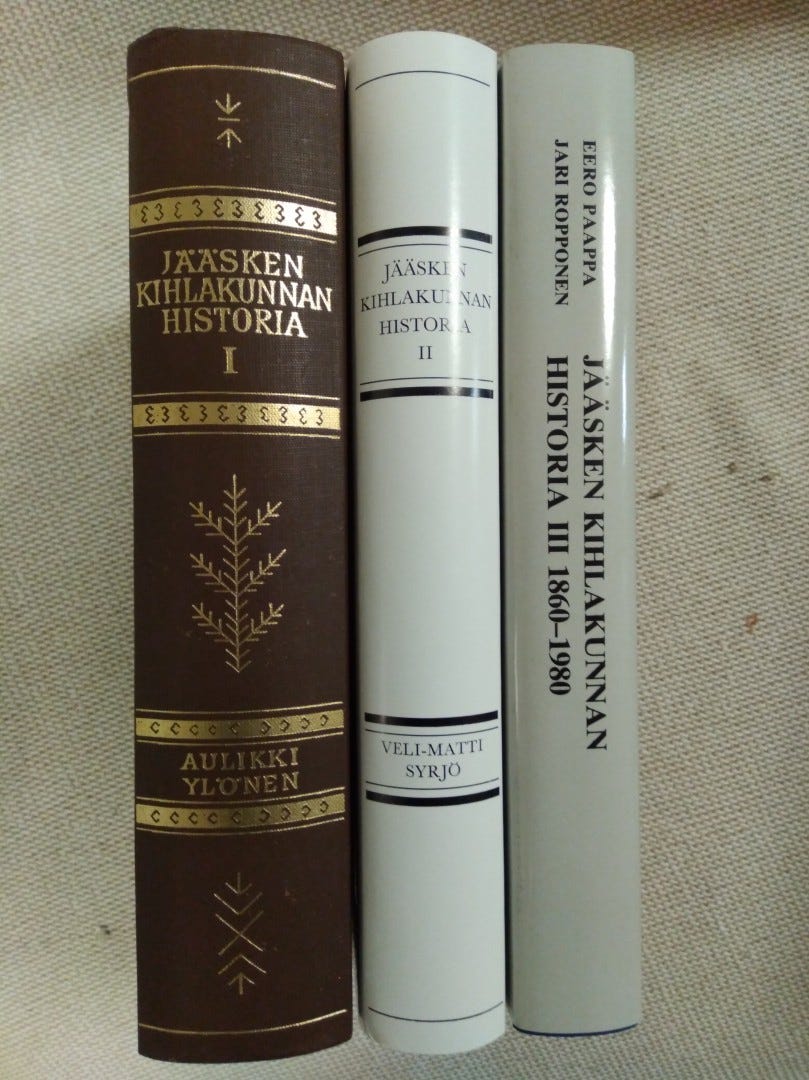 JÄÄSKEN
KIHLAKUNNAN
HISTORIA
I
AULIKKI
YLÖNEN
JÄÄSKEN
KIHLAKUNNAN
HISTORIA
II
VELI-MATTI
SYRJÖ
EERO PAAPPA
JARI ROPPONEN
JÄÄSKEN KIHLAKUNNAN
HISTORIA III 1860–1980